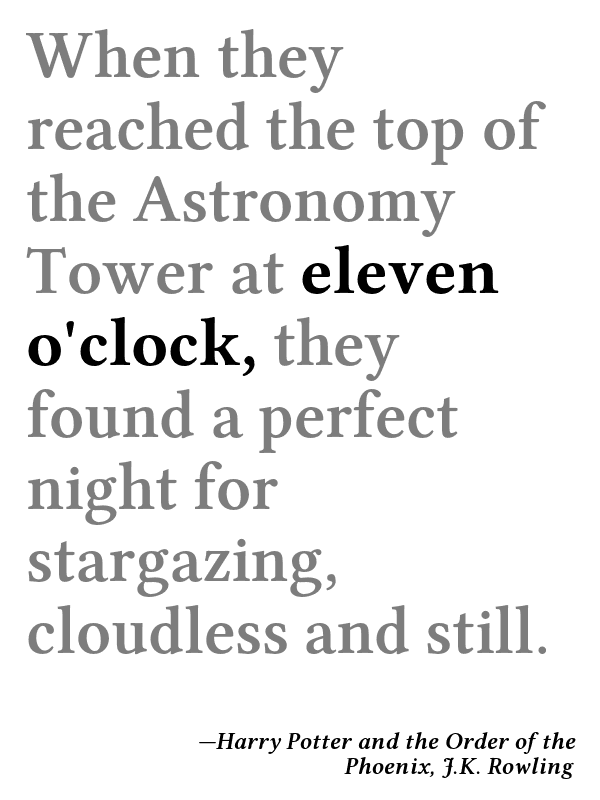 When they
reached the top of
the Astronomy
Tower at eleven
o'clock, they
found a perfect
night for
stargazing,
cloudless and still.
—Harry Potter and the Order of the
Phoenix, J.K. Rowling